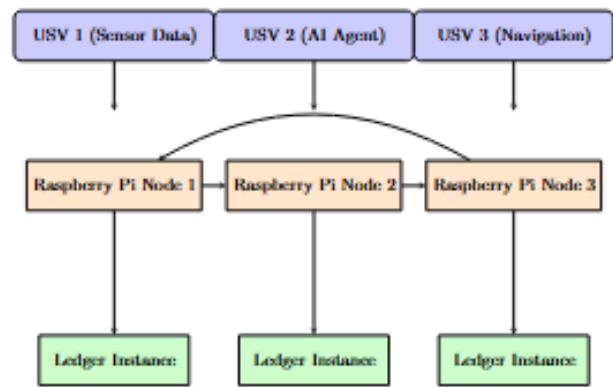 USV 1 (Sensor Data)
USV 2 (AI Agent)
USV 3 (Navigation)
Raspberry Pi Node 1
Raspberry Pi Node 2
Raspberry Pi Node 3
Ledger Instance
Ledger Instance
Ledger Instance